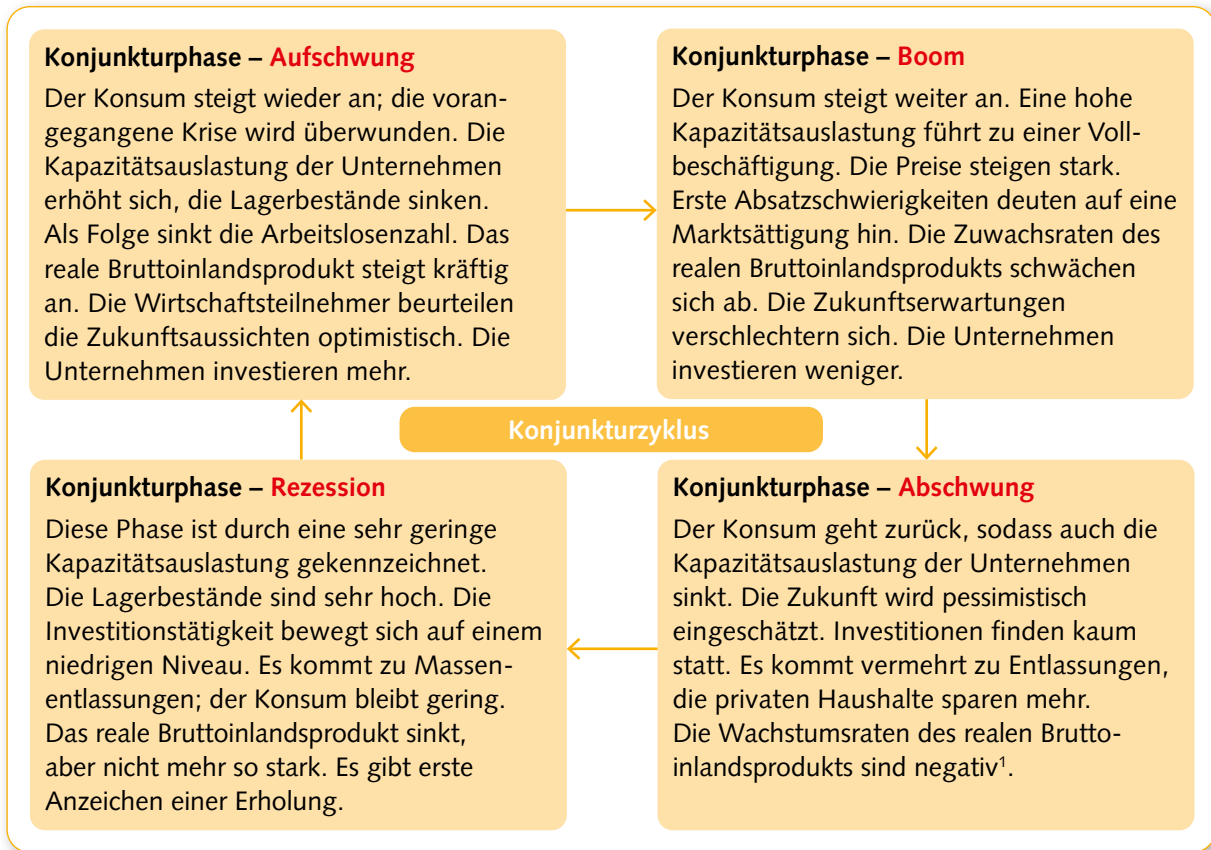 Konjunkturphase – Aufschwung
Der Konsum steigt wieder an; die voran-
gegangene Krise wird überwunden. Die
Kapazitätsauslastung der Unternehmen
erhöht sich, die Lagerbestände sinken.
Als Folge sinkt die Arbeitslosenzahl. Das
reale Bruttoinlandsprodukt steigt kräftig
an. Die Wirtschaftsteilnehmer beurteilen
die Zukunftsaussichten optimistisch. Die
Unternehmen investieren mehr.
Konjunkturphase – Boom
Der Konsum steigt weiter an. Eine hohe
Kapazitätsauslastung führt zu einer Voll-
beschäftigung. Die Preise steigen stark.
Erste Absatzschwierigkeiten deuten auf eine
Marktsättigung hin. Die Zuwachsraten des
realen Bruttoinlandsprodukts schwächen
sich ab. Die Zukunftserwartungen
verschlechtern sich. Die Unternehmen
investieren weniger.
Konjunkturzyklus
Konjunkturphase – Rezession
Diese Phase ist durch eine sehr geringe
Kapazitätsauslastung gekennzeichnet.
Die Lagerbestände sind sehr hoch. Die
Investitionstätigkeit bewegt sich auf einem
niedrigen Niveau. Es kommt zu Massen-
entlassungen; der Konsum bleibt gering.
Das reale Bruttoinlandsprodukt sinkt,
aber nicht mehr so stark. Es gibt erste
Anzeichen einer Erholung.
Konjunkturphase – Abschwung
Der Konsum geht zurück, sodass auch die
Kapazitätsauslastung der Unternehmen
sinkt. Die Zukunft wird pessimistisch
eingeschätzt. Investitionen finden kaum
statt. Es kommt vermehrt zu Entlassungen,
die privaten Haushalte sparen mehr.
Die Wachstumsraten des realen Brutto-
inlandsprodukts sind negativ¹.